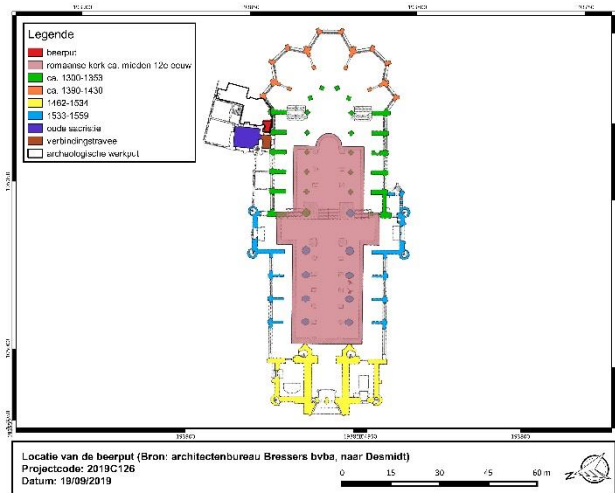 Legende
beerput
romaanse kerk ca. midden 12e eeuw
ca. 1300-1353
ca. 1390-1430
1462-1534
1533-1559
oude sacristie
verbindingstravee
archeologische werkput
Locatie van de beerput (Bron: architectenbureau Bressers bvba, naar Desmidt)
Projectcode: 2019C126
Datum: 19/09/2019
0 15 30 60 m